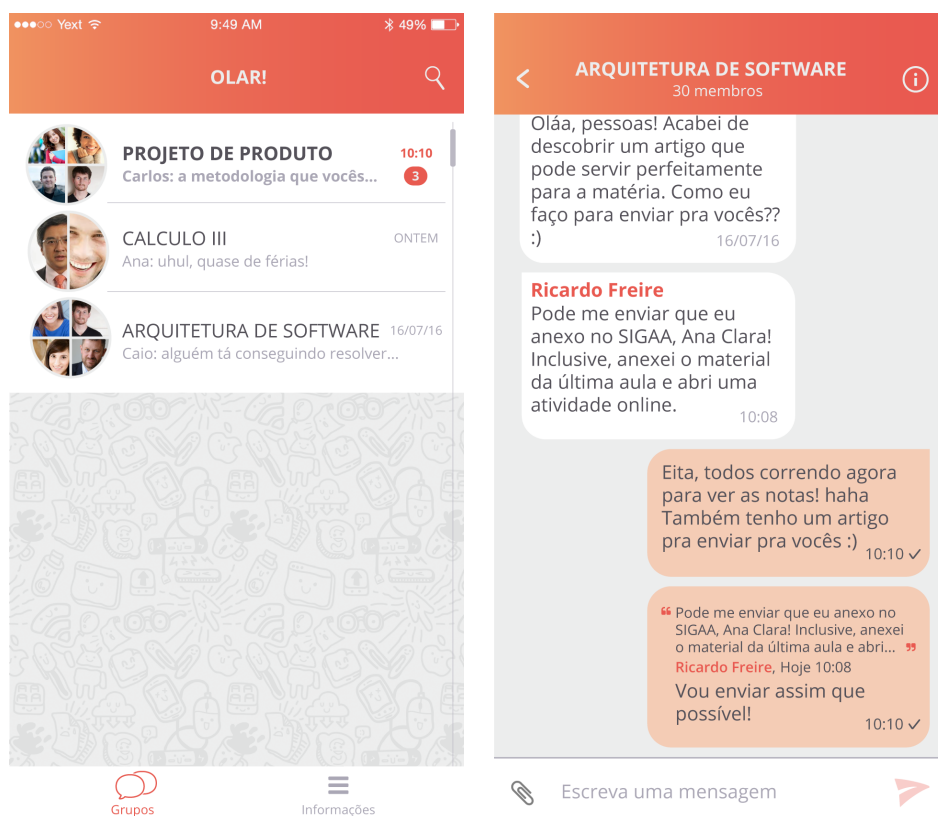 Yext
9:49 AM
49%
OLAR!
PROJETO DE PRODUTO
10:10
Carlos: a metodologia que vocês...
3
CALCULO III
ONTEM
Ana: uhul, quase de férias!
ARQUITETURA DE SOFTWARE
16/07/16
Caio: alguém tá conseguindo resolver...
Grupos
Informações
ARQUITETURA DE SOFTWARE
30 membros
Oláa, pessoas! Acabei de
descobrir um artigo que
pode servir perfeitamente
para a matéria. Como eu
faço para enviar pra vocês??
:)
16/07/16
Ricardo Freire
Pode me enviar que eu
anexo no SIGAA, Ana Clara!
Inclusive, anexei o material
da última aula e abri uma
atividade online.
10:08
Eita, todos correndo agora
para ver as notas! haha
Também tenho um artigo
pra enviar pra vocês :)
10:10
❝ Pode me enviar que eu anexo no
SIGAA, Ana Clara! Inclusive, anexei
o material da última aula e abri... ❞
Ricardo Freire, Hoje 10:08
Vou enviar assim que
possível!
10:10
Escreva uma mensagem